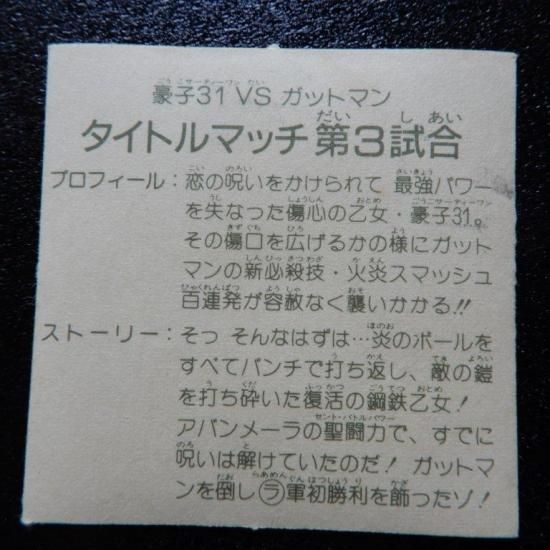 豪子31 VS ガットマン
タイトルマッチ 第3試合
プロフィール：恋の呪いをかけられて 最強パワー
を失なった傷心の乙女・豪子31。
その傷口を広げるかの様にガット
マンの新必殺技・火炎スマッシュ
百連発が容赦なく襲いかかる!!
ストーリー：そっ そんなはずは…炎のボールを
すべてパンチで打ち返し、敵の鎧
を打ち砕いた復活の鋼鉄乙女！
アバンメーラの聖闘力で、すでに
呪いは解けていたのだ！ ガットマ
ンを倒し㋶軍初勝利を飾ったゾ！